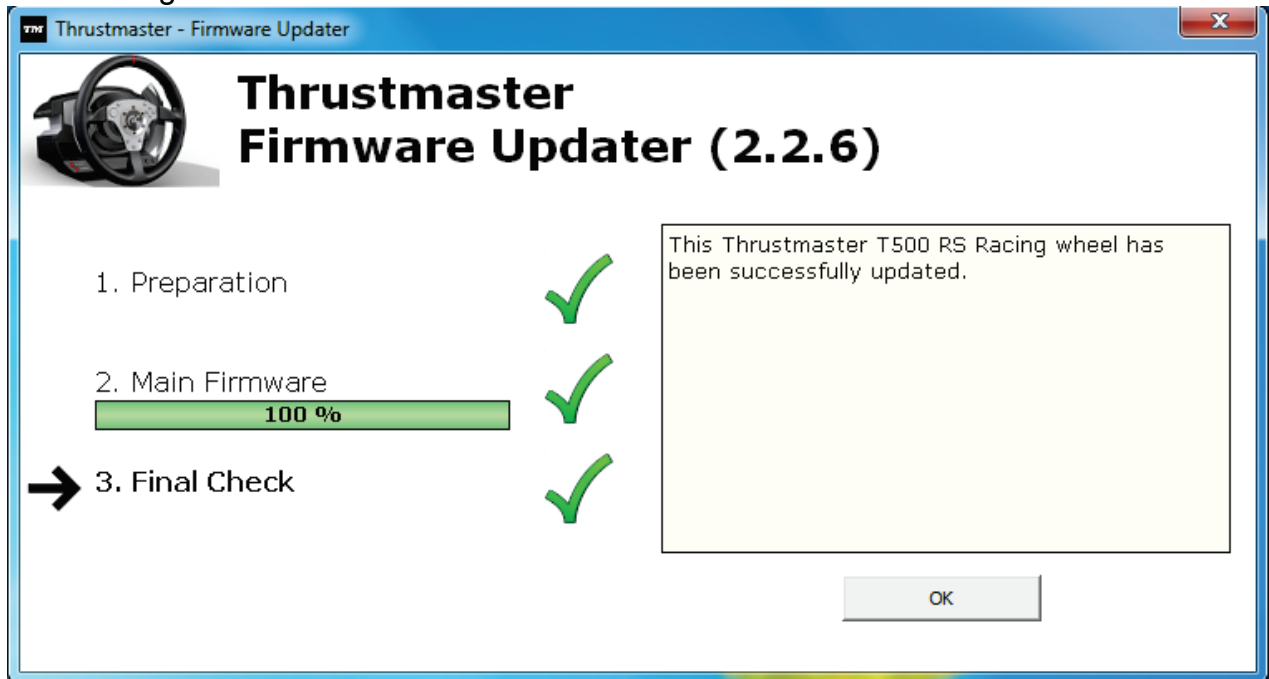 Thrustmaster - Firmware Updater
Thrustmaster
Firmware Updater (2.2.6)
1. Preparation
2. Main Firmware
100 %
3. Final Check
This Thrustmaster T500 RS Racing wheel has
been successfully updated.
OK